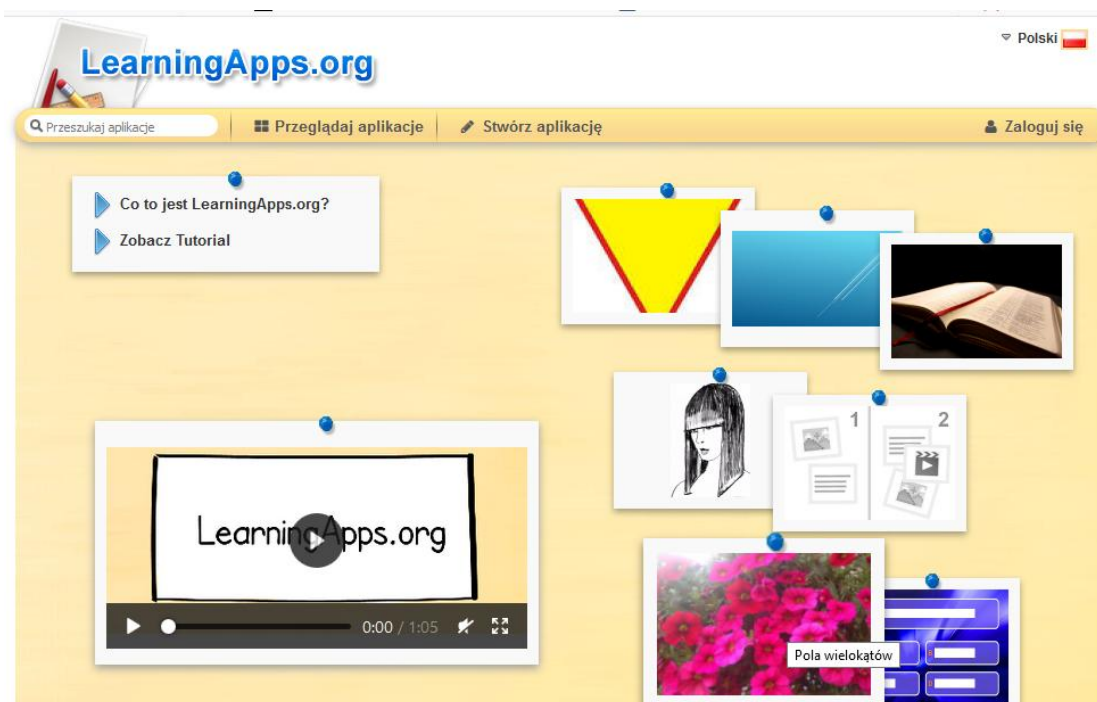 Polski
LearningApps.org
Przeszukaj aplikacje
Przeglądaj aplikacje
Stwórz aplikację
Zaloguj się
Co to jest LearningApps.org?
Zobacz Tutorial
1
2
LearningApps.org
0:00 / 1:05
Pola wielokątów